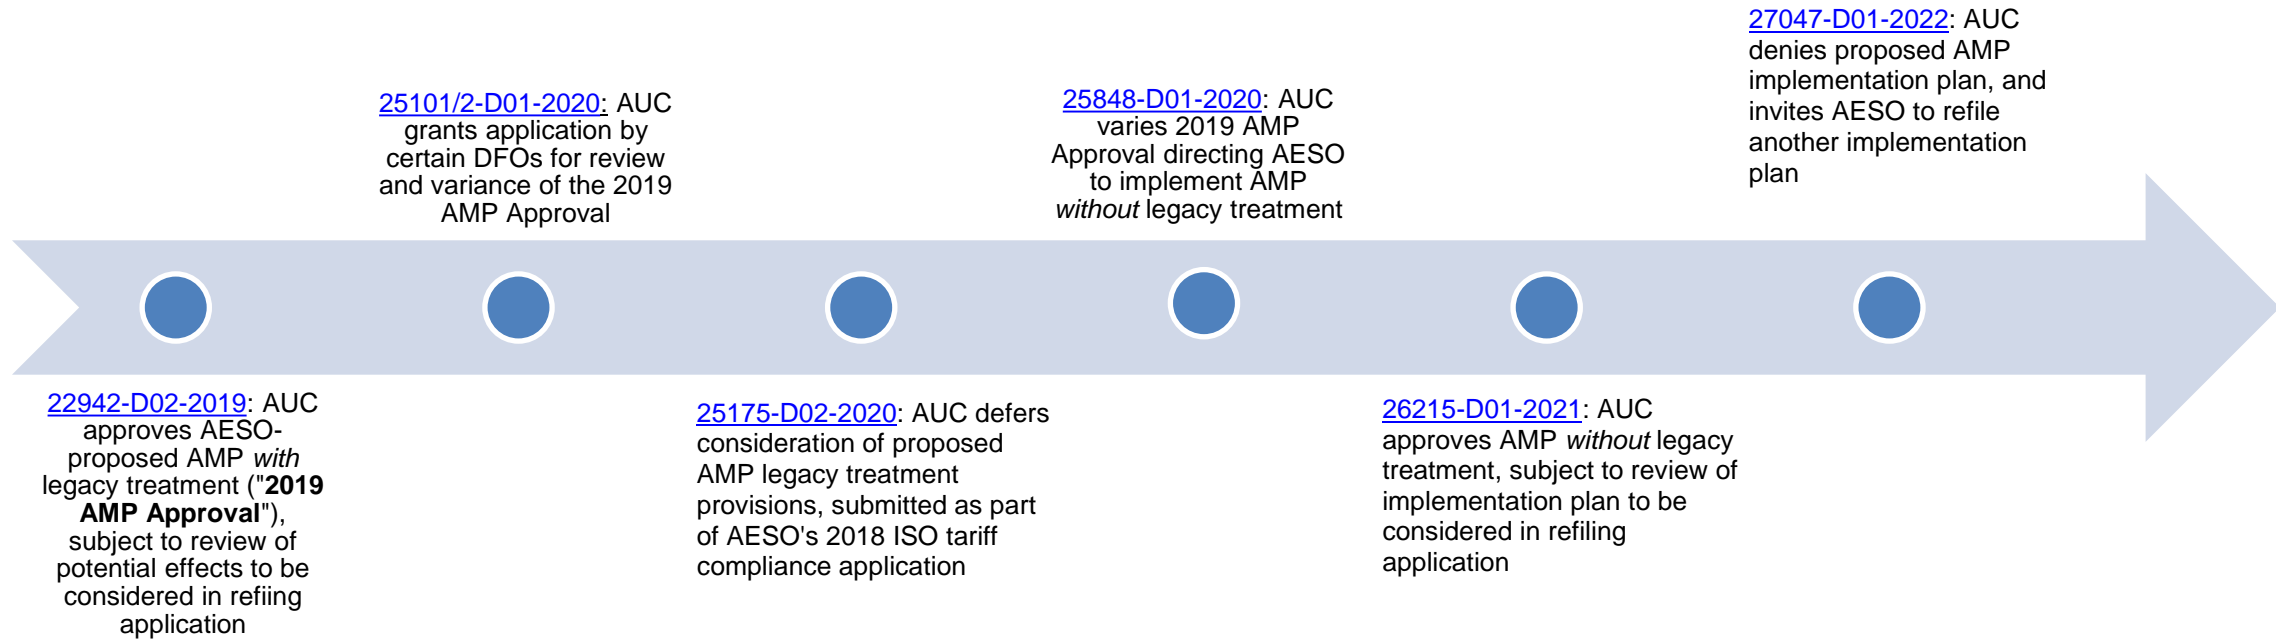 22942-D02-2019: AUC
approves AESO-
proposed AMP with
legacy treatment ("2019
AMP Approval"),
subject to review of
potential effects to be
considered in refiing
application
25101/2-D01-2020: AUC
grants application by
certain DFOs for review
and variance of the 2019
AMP Approval
25175-D02-2020: AUC defers
consideration of proposed
AMP legacy treatment
provisions, submitted as part
of AESO's 2018 ISO tariff
compliance application
25848-D01-2020: AUC
varies 2019 AMP
Approval directing AESO
to implement AMP
without legacy treatment
26215-D01-2021: AUC
approves AMP without legacy
treatment, subject to review of
implementation plan to be
considered in refiling
application
27047-D01-2022: AUC
denies proposed AMP
implementation plan, and
invites AESO to refile
another implementation
plan